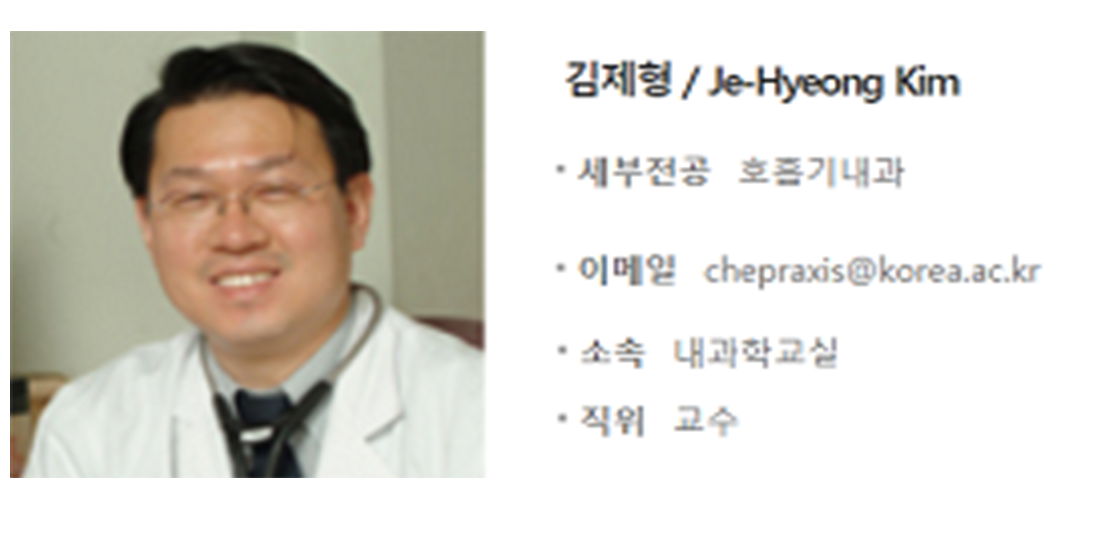 김제형 / Je-Hyeong Kim
· 세부전공 호흡기내과
· 이메일 chepraxis@korea.ac.kr
· 소속 내과학교실
· 직위 교수